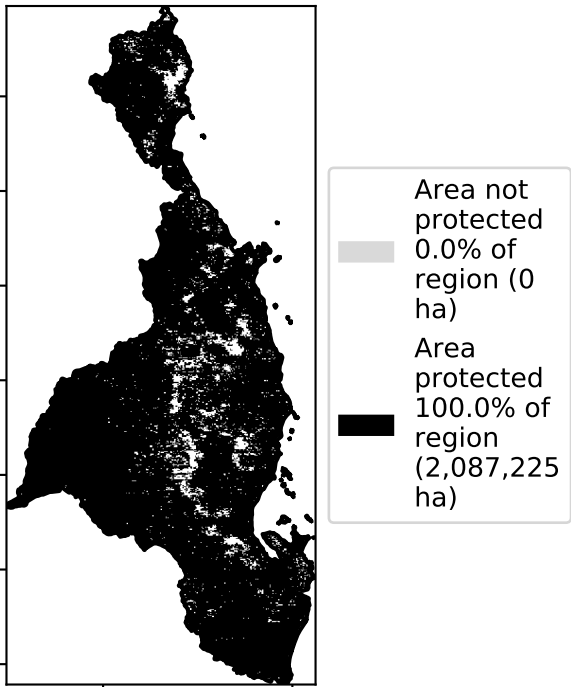 Area not
protected
0.0% of
region (0
ha)
Area
protected
100.0% of
region
(2,087,225
ha)